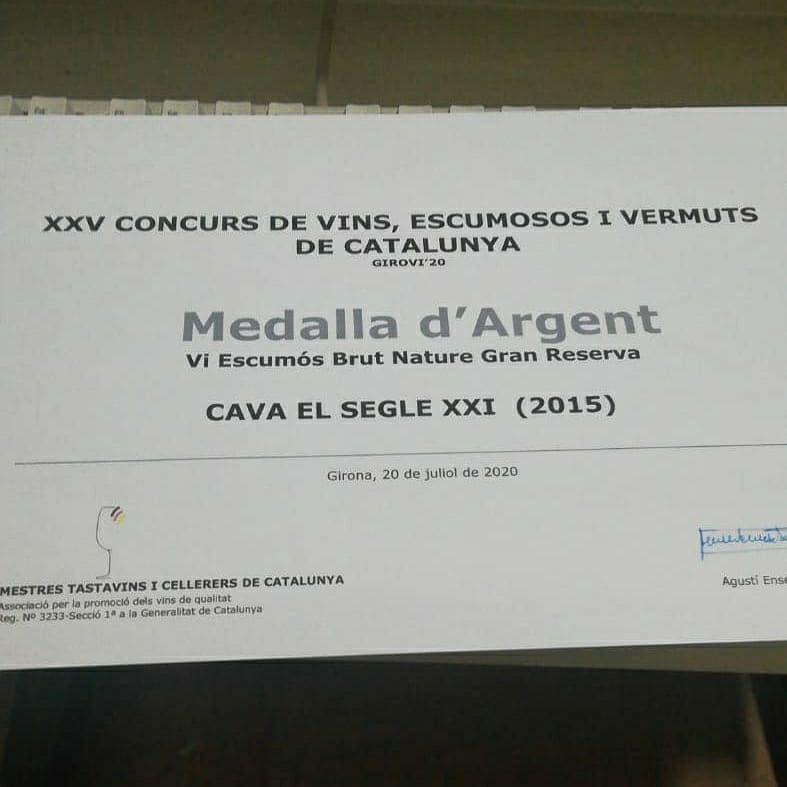 XXV CONCURS DE VINS, ESCUMOSOS I VERMUTS
DE CATALUNYA
GIROVI'20
Medalla d'Argent
Vi Escumós Brut Nature Gran Reserva
CAVA EL SEGLE XXI (2015)
Girona, 20 de juliol de 2020
MESTRES TASTAVINS I CELLERERS DE CATALUNYA
Associació per la promoció dels vins de qualitat
Reg. Nº 3233-Secció 1ª a la Generalitat de Catalunya
Agustí